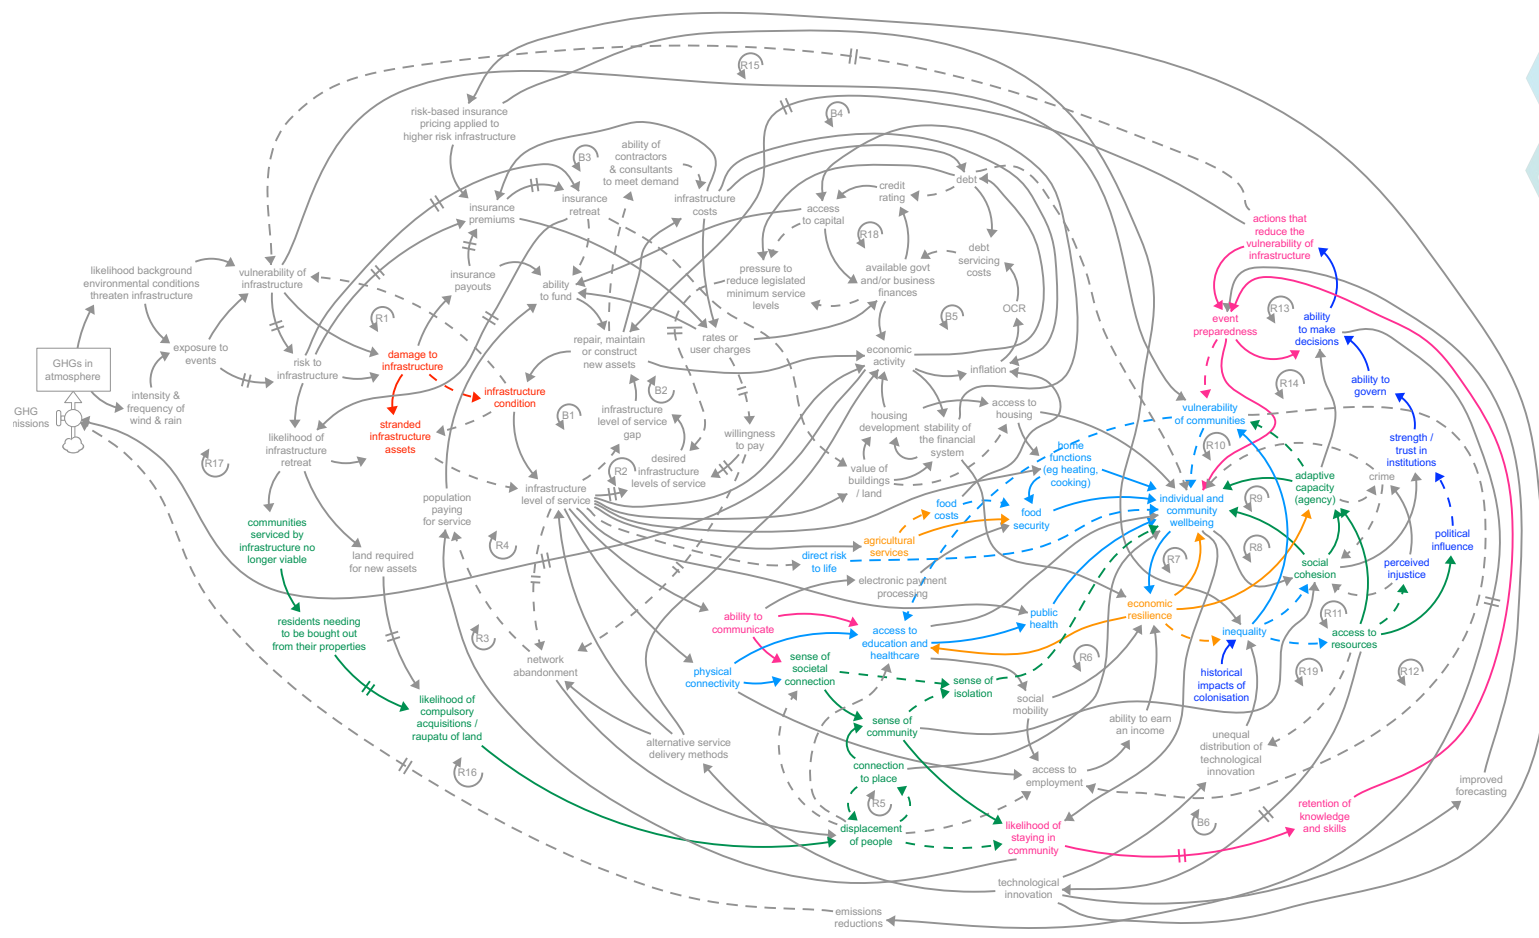 R15
risk-based insurance
pricing applied to
higher risk infrastructure
B4
ability of
contractors
& consultants
to meet demand
B3
debt
credit
rating
insurance
retreat
infrastructure
costs
insurance
premiums
access
to capital
R18
actions that
reduce the
vulnerability of
infrastructure
debt
servicing
costs
likelihood background
environmental conditions
threaten infrastructure
vulnerability of
infrastructure
insurance
payouts
ability
to fund
pressure to
reduce legislated
minimum service
levels
available govt
and/or business
finances
OCR
R13
R1
B5
event
preparedness
ability
to make
decisions
exposure to
events
GHGs in
atmosphere
risk to
infrastructure
damage to
infrastructure
repair, maintain
or construct
new assets
rates or
user charges
economic
activity
inflation
R14
ability to
govern
infrastructure
condition
B2
intensity &
frequency of
wind & rain
GHG
missions
stranded
infrastructure
assets
B1
infrastructure
level of service
gap
willingness
to pay
housing
development
access to
housing
stability of
the financial
system
vulnerability
of communities
R10
strength /
trust in
institutions
likelihood of
infrastructure
retreat
R17
R2
desired
infrastructure
levels of service
value of
buildings
/ land
home
functions
(eg heating,
cooking)
adaptive
capacity
(agency)
crime
population
paying
for service
infrastructure
level of service
food
costs
food
security
individual and
community
wellbeing
R9
communities
serviced by
infrastructure no
longer viable
R4
agricultural
services
direct risk
to life
R8
R7
political
influence
land required
for new assets
social
cohesion
perceived
injustice
electronic payment
processing
residents needing
to be bought out
from their properties
R3
ability to
communicate
access to
education and
healthcare
public
health
economic
resilience
R11
inequality
access to
resources
network
abandonment
physical
connectivity
sense of
societal
connection
sense of
isolation
R6
historical
impacts of
colonisation
R19
R12
social
mobility
likelihood of
compulsory
acquisitions /
raupatu of land
sense of
community
ability to earn
an income
unequal
distribution of
technological
innovation
alternative service
delivery methods
R16
connection
to place
access to
employment
improved
forecasting
R5
retention of
knowledge
and skills
displacement
of people
likelihood of
staying in
community
B6
technological
innovation
emissions
reductions